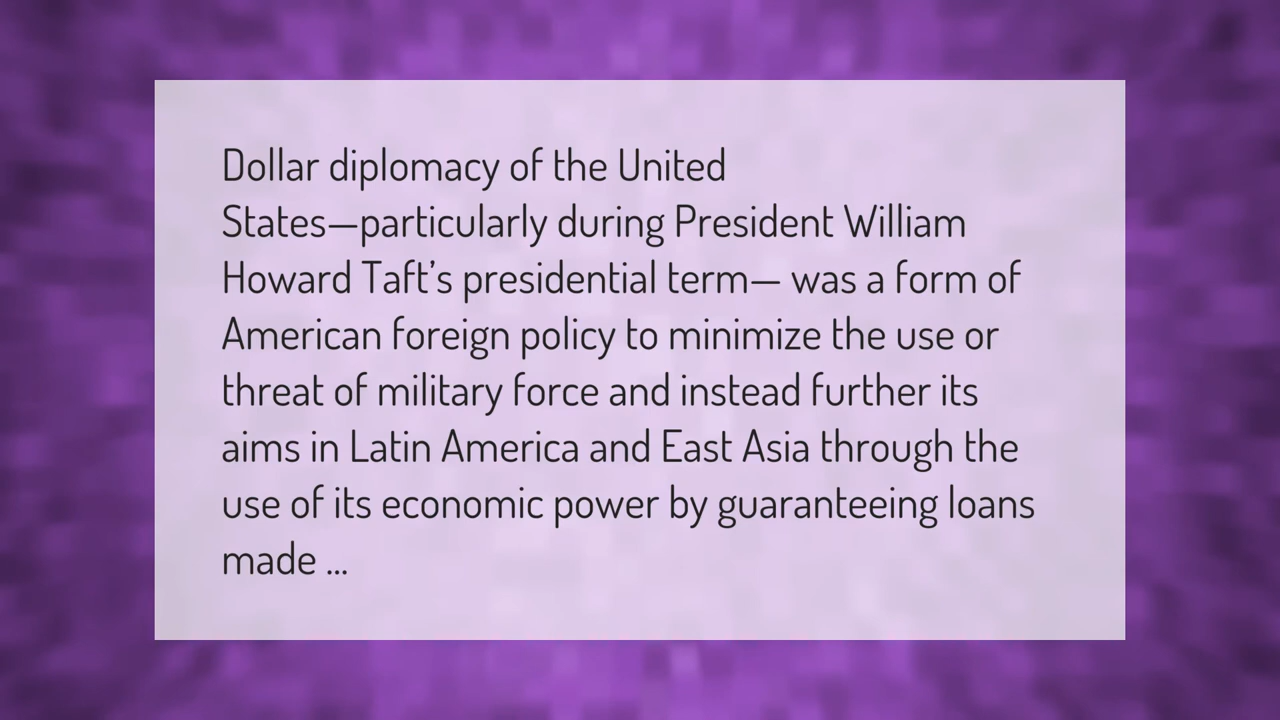 Dollar diplomacy of the United
States—particularly during President William
Howard Taft’s presidential term— was a form of
American foreign policy to minimize the use or
threat of military force and instead further its
aims in Latin America and East Asia through the
use of its economic power by guaranteeing loans
made ...